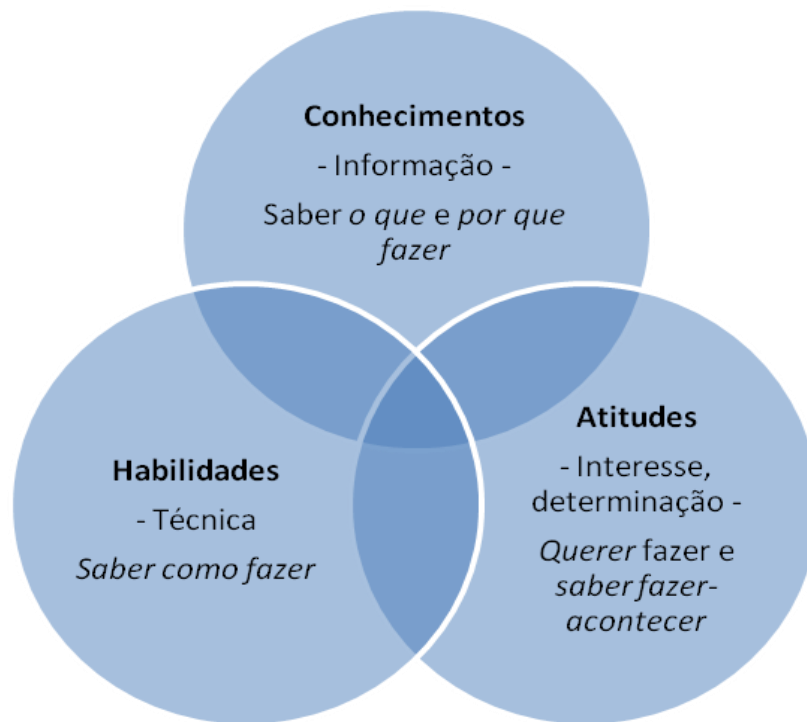 Conhecimentos
- Informação -
Saber o que e por que
fazer
Habilidades
- Técnica
Saber como fazer
Atitudes
- Interesse,
determinação -
Querer fazer e
saber fazer-
acontecer